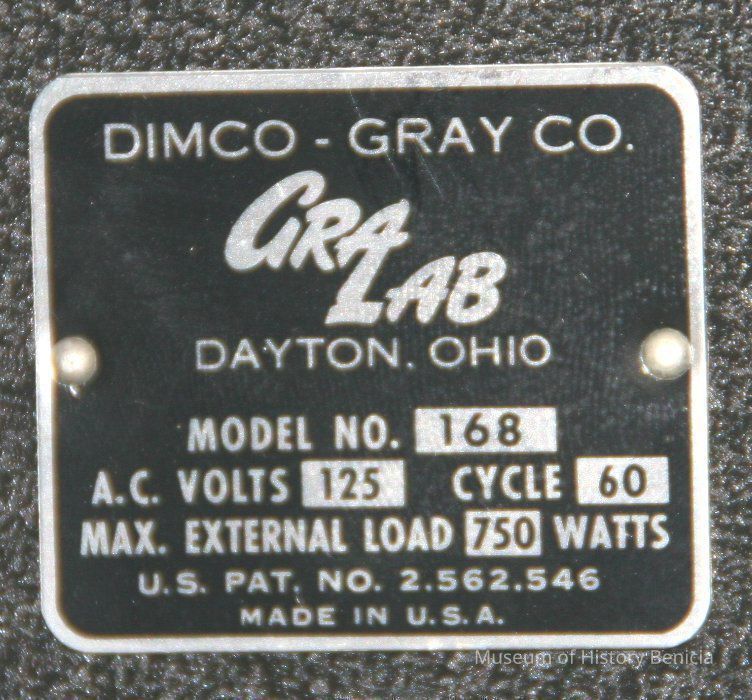 DIMCO - GRAY CO.
GRA
LAB
DAYTON, OHIO
MODEL NO. 168
A.C. VOLTS 125 CYCLE 60
MAX. EXTERNAL LOAD 750 WATTS
U.S. PAT. NO. 2.562.546
MADE IN U.S.A.
Museum of History Benicia